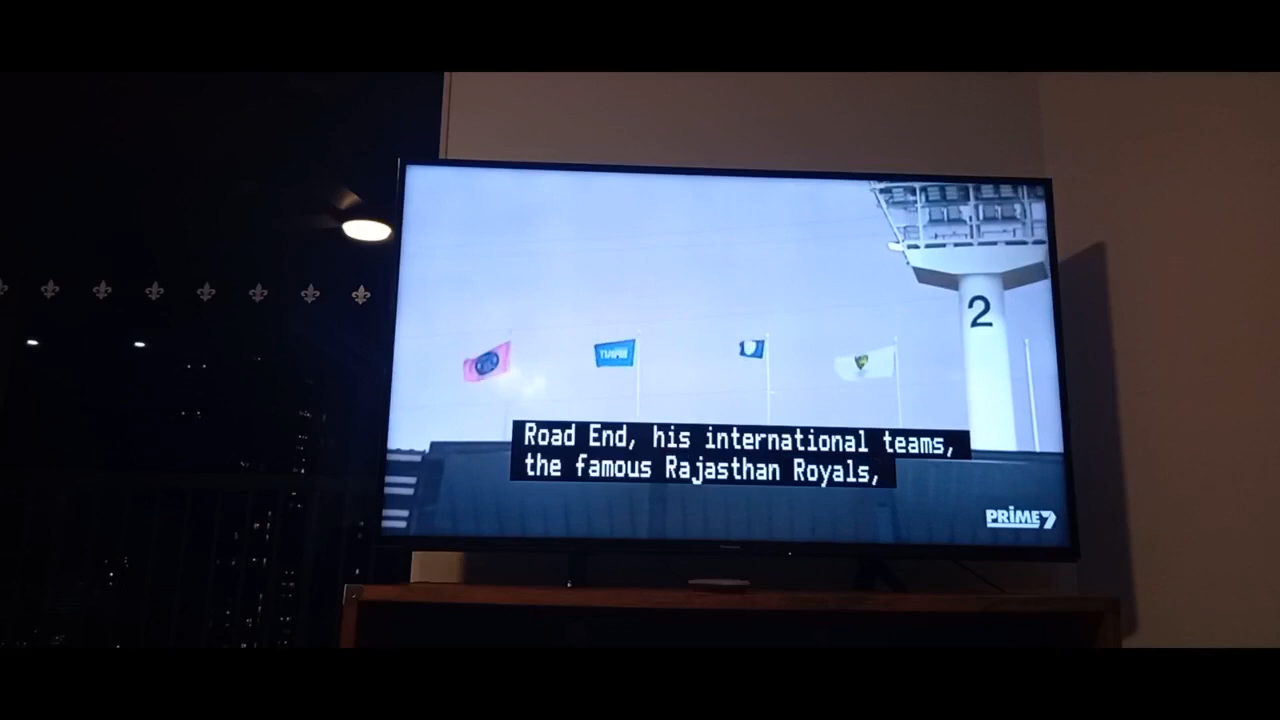 2
Road End, his international teams,
the famous Rajasthan Royals,
PRIME7